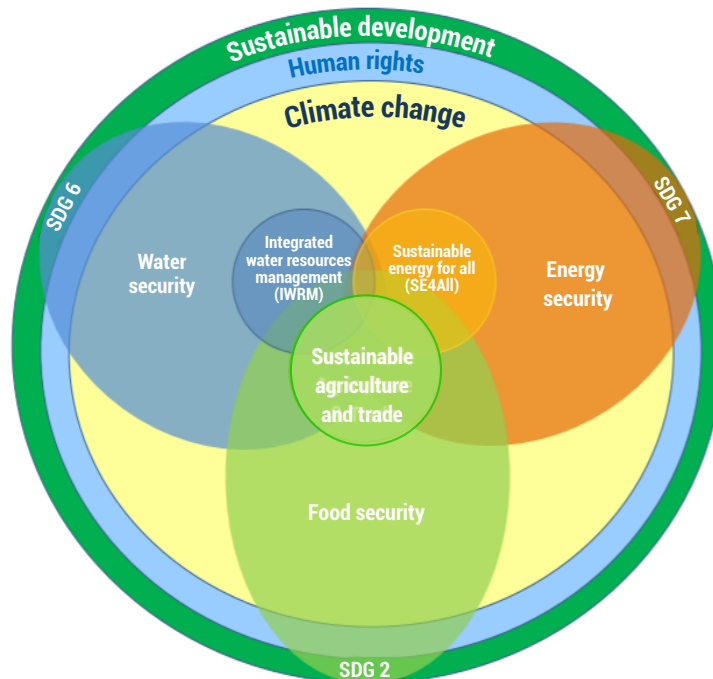 Sustainable development
Human rights
Climate change
SDG 6
SDG 7
Water
security
Integrated
water resources
management
(IWRM)
Sustainable
energy for all
(SE4All)
Energy
security
Sustainable
agriculture
and trade
Food security
SDG 2